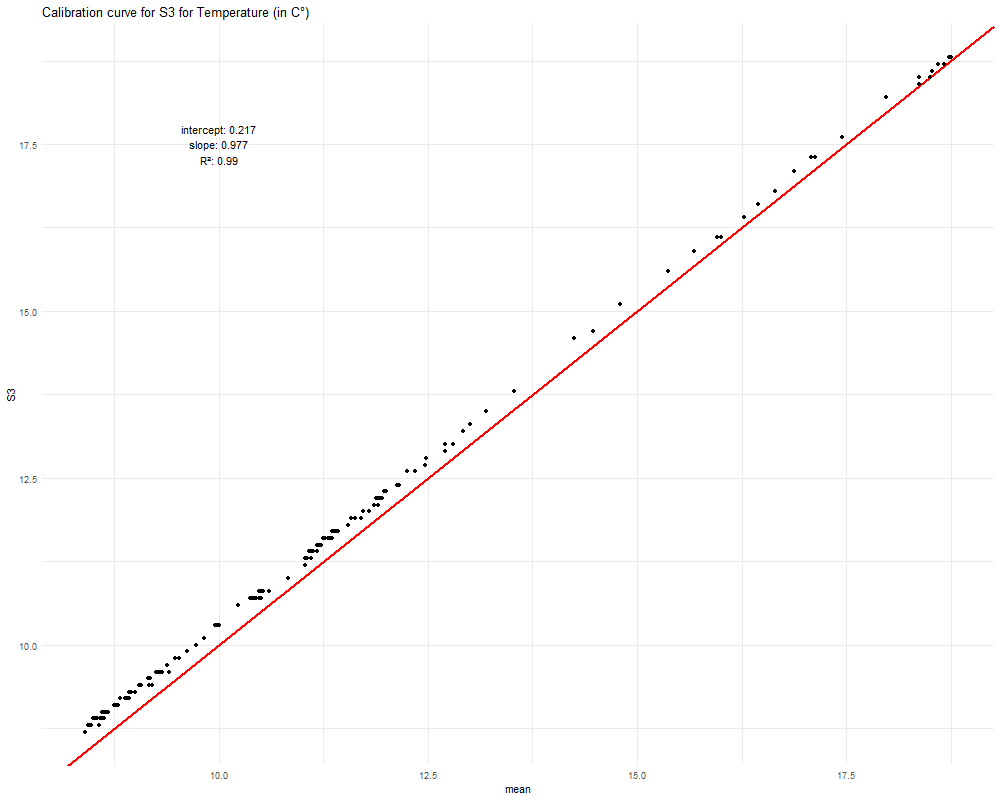 Calibration curve for S3 for Temperature (in C°)
intercept: 0.217
slope: 0.977
R²: 0.99
17.5
15.0
12.5
10.0
S3
10.0
12.5
15.0
17.5
mean